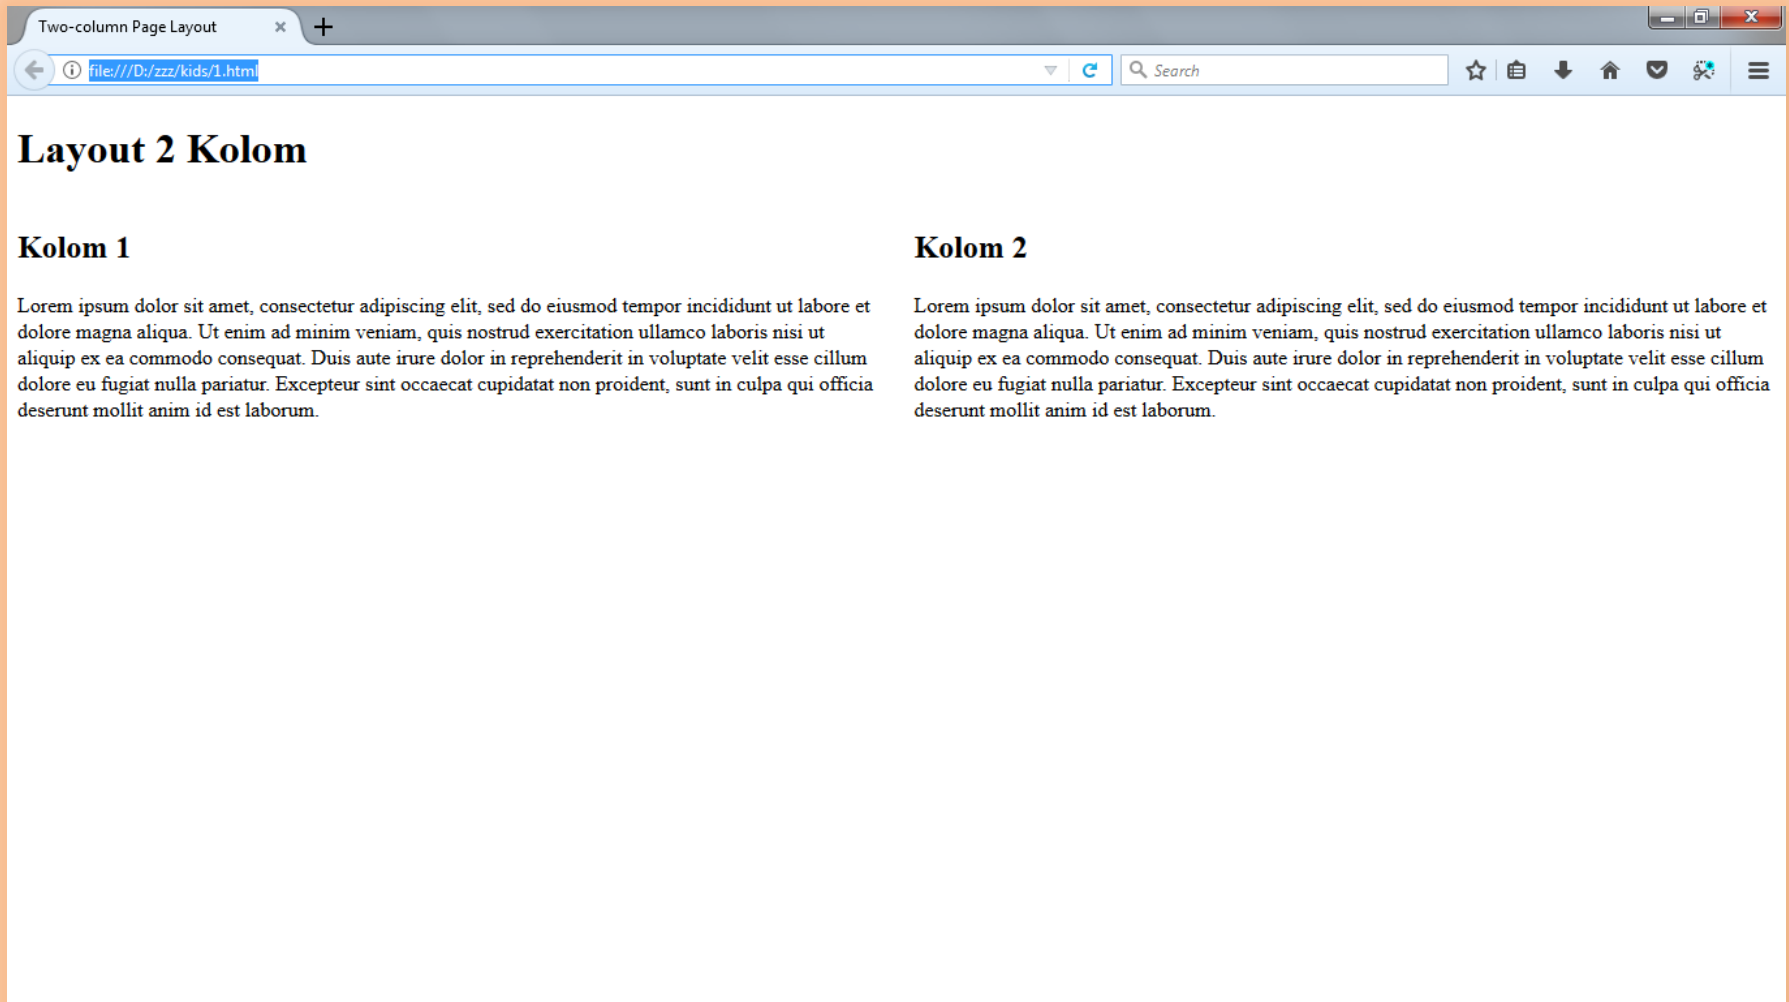 Two-column Page Layout
file:///D:/zzz/kids/1.html
Search
Layout 2 Kolom
Kolom 1
Lorem ipsum dolor sit amet, consectetur adipiscing elit, sed do eiusmod tempor incididunt ut labore et
dolore magna aliqua. Ut enim ad minim veniam, quis nostrud exercitation ullamco laboris nisi ut
aliquip ex ea commodo consequat. Duis aute irure dolor in reprehenderit in voluptate velit esse cillum
dolore eu fugiat nulla pariatur. Excepteur sint occaecat cupidatat non proident, sunt in culpa qui officia
deserunt mollit anim id est laborum.
Kolom 2
Lorem ipsum dolor sit amet, consectetur adipiscing elit, sed do eiusmod tempor incididunt ut labore et
dolore magna aliqua. Ut enim ad minim veniam, quis nostrud exercitation ullamco laboris nisi ut
aliquip ex ea commodo consequat. Duis aute irure dolor in reprehenderit in voluptate velit esse cillum
dolore eu fugiat nulla pariatur. Excepteur sint occaecat cupidatat non proident, sunt in culpa qui officia
deserunt mollit anim id est laborum.